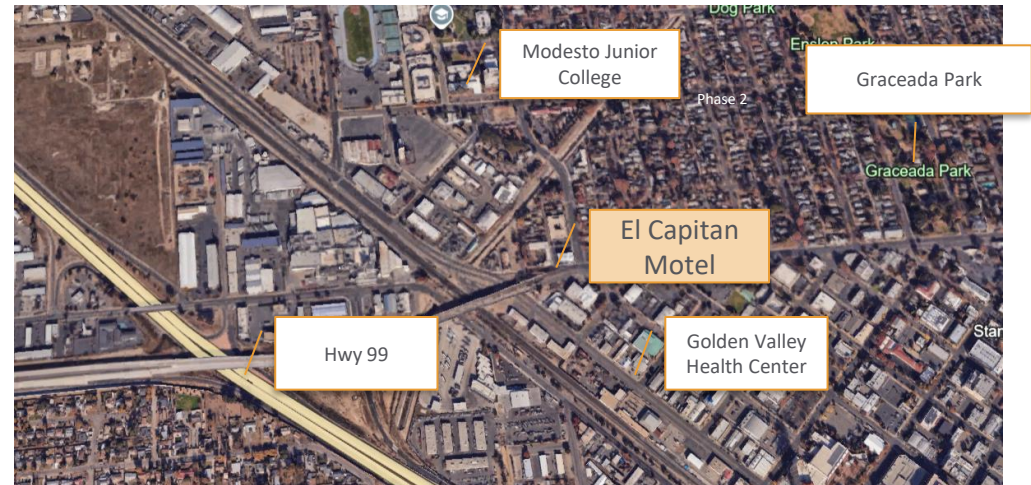 Dog Park
Modesto Junior
College
Enslen Park
Graceada Park
Phase 2
Graceada Park
El Capitan
Motel
Hwy 99
Golden Valley
Health Center